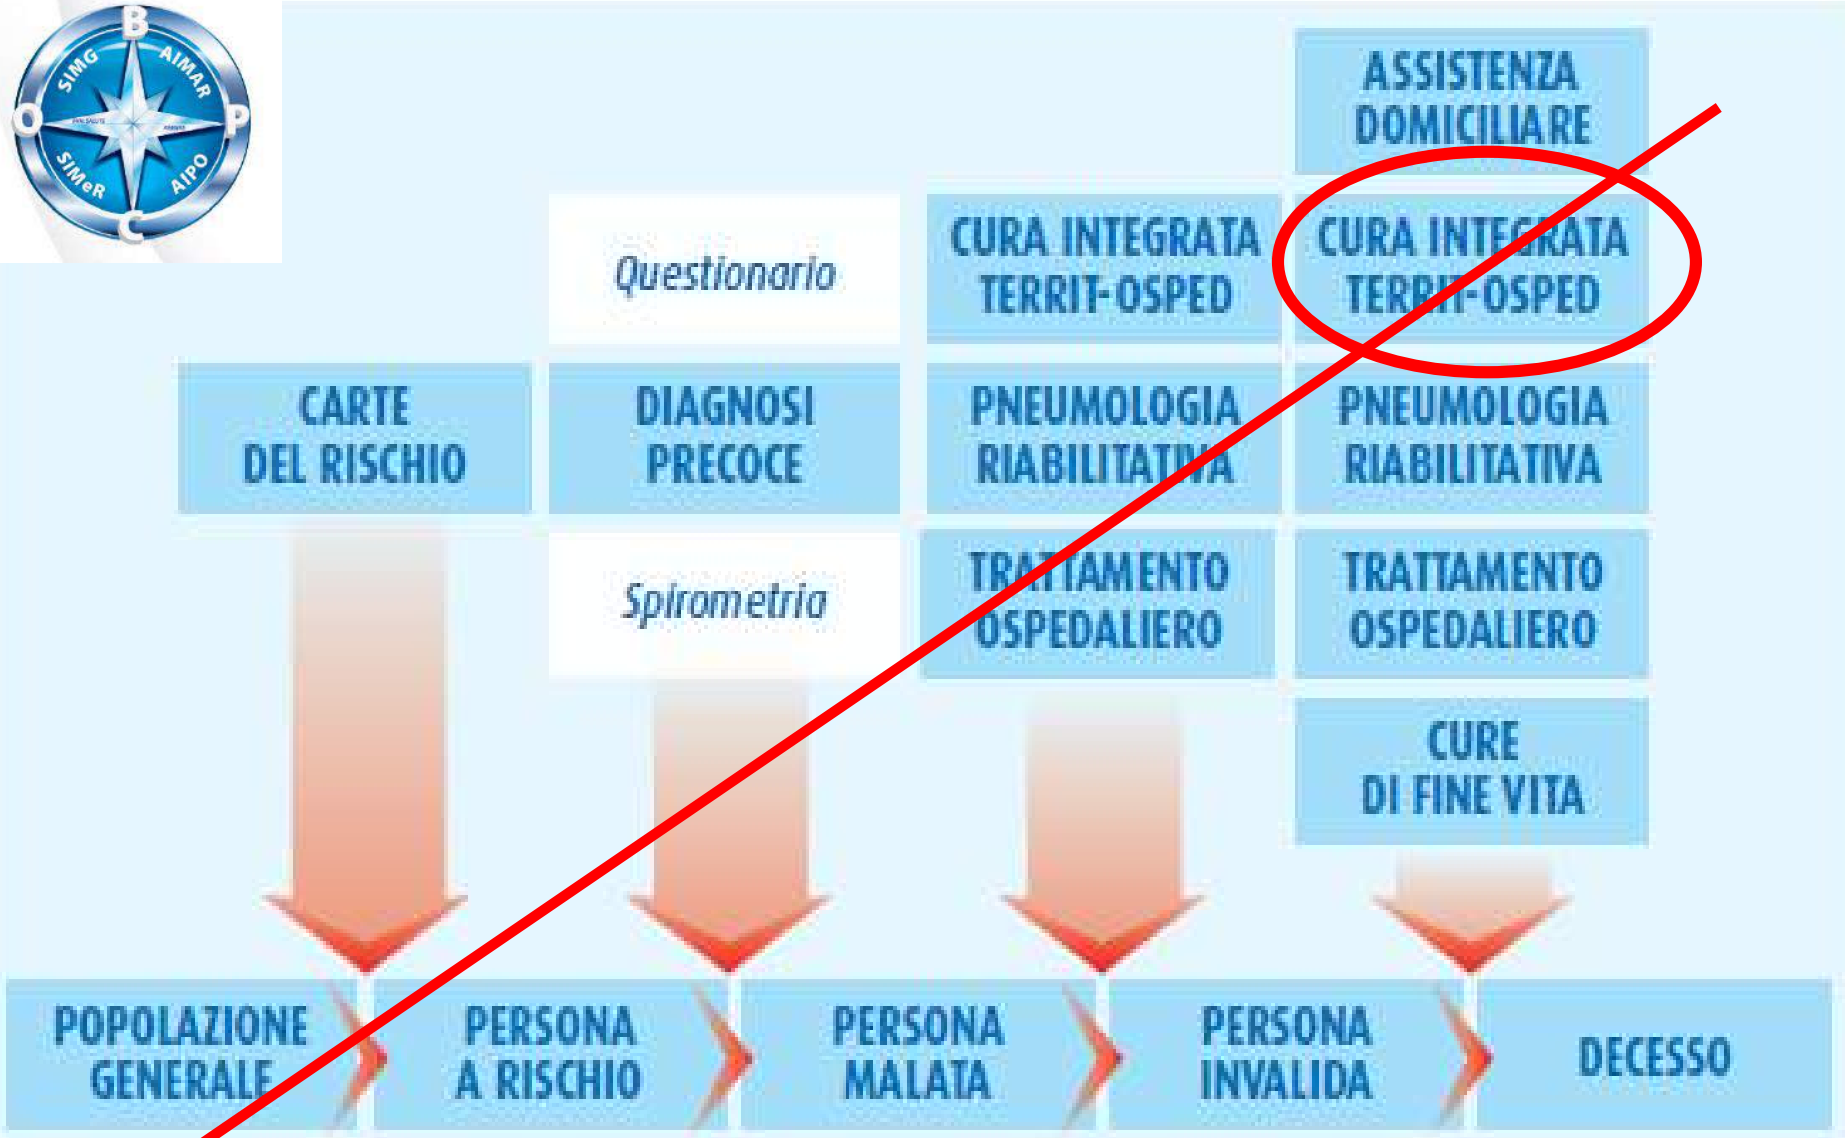 B
SIMG
AIMAR
O
P
SIMeR
AIPO
C
ASSISTENZA
DOMICILIARE
Questionario
CURA INTEGRATA
TERRIT-OSPED
CURA INTEGRATA
TERRIT-OSPED
CARTE
DEL RISCHIO
DIAGNOSI
PRECOCE
PNEUMOLOGIA
RIABILITATIVA
PNEUMOLOGIA
RIABILITATIVA
Spirometria
TRATTAMENTO
OSPEDALIERO
TRATTAMENTO
OSPEDALIERO
CURE
DI FINE VITA
POPOLAZIONE
GENERALE
PERSONA
A RISCHIO
PERSONA
MALATA
PERSONA
INVALIDA
DECESSO